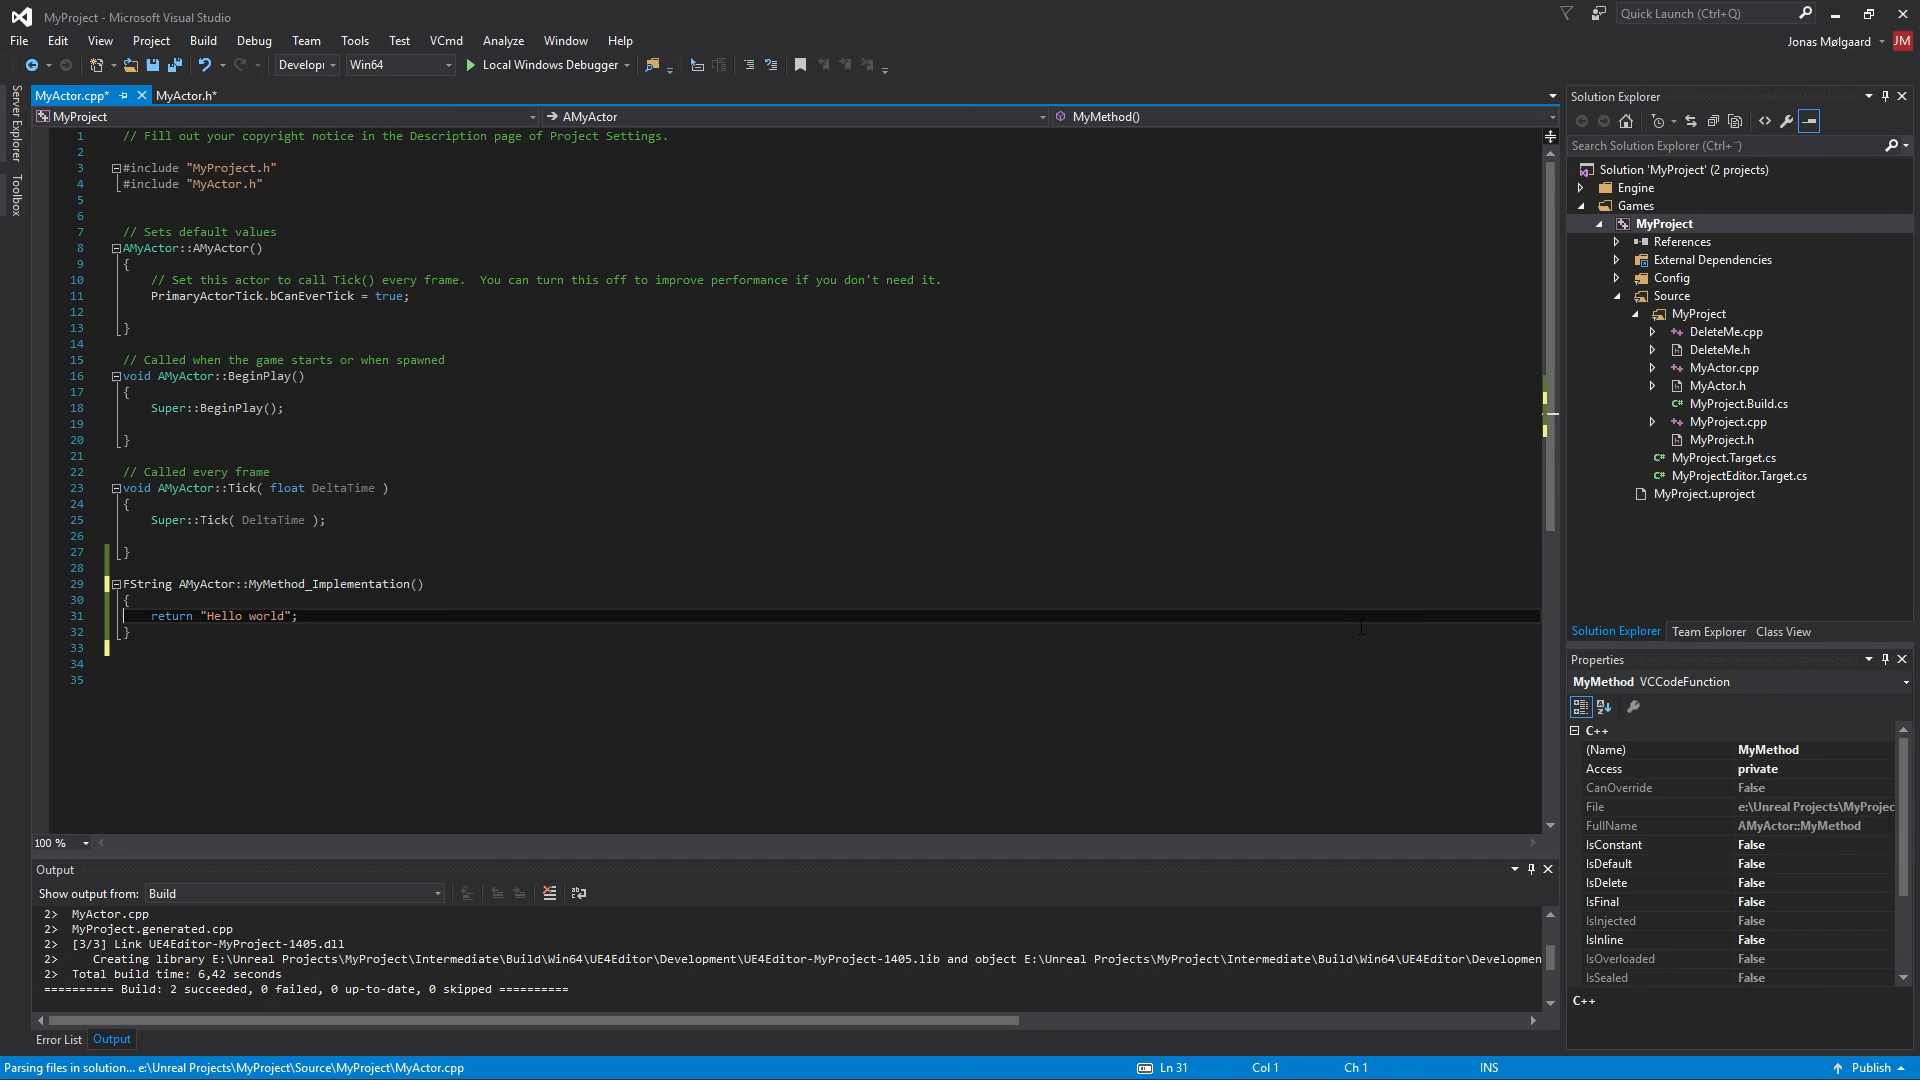 MyProject - Microsoft Visual Studio
Quick Launch (Ctrl+Q)
File Edit View Project Build Debug Team Tools Test VCmd Analyze Window Help
Jonas Mølgaard JM
Develop Win64 Local Windows Debugger
Server Explorer
Toolbox
MyActor.cpp* MyActor.h*
MyProject AMyActor MyMethod()
1 // Fill out your copyright notice in the Description page of Project Settings.
2
3 #include "MyProject.h"
4 #include "MyActor.h"
5
6
7 // Sets default values
8 AMyActor::AMyActor()
9 {
10 // Set this actor to call Tick() every frame.  You can turn this off to improve performance if you don't need it.
11 PrimaryActorTick.bCanEverTick = true;
12
13 }
14
15 // Called when the game starts or when spawned
16 void AMyActor::BeginPlay()
17 {
18 Super::BeginPlay();
19
20 }
21
22 // Called every frame
23 void AMyActor::Tick( float DeltaTime )
24 {
25 Super::Tick( DeltaTime );
26
27 }
28
29 FString AMyActor::MyMethod_Implementation()
30 {
31 return "Hello world";
32 }
33
34
35
100 %
Output
Show output from: Build
2> MyActor.cpp
2> MyProject.generated.cpp
2> [3/3] Link UE4Editor-MyProject-1405.dll
2> Creating library E:\Unreal Projects\MyProject\Intermediate\Build\Win64\UE4Editor\Development\UE4Editor-MyProject-1405.lib and object E:\Unreal Projects\MyProject\Intermediate\Build\Win64\UE4Editor\Developmen
2> Total build time: 6,42 seconds
========== Build: 2 succeeded, 0 failed, 0 up-to-date, 0 skipped ==========
Error List Output
Solution Explorer
Search Solution Explorer (Ctrl+¨)
Solution 'MyProject' (2 projects)
Engine
Games
MyProject
References
External Dependencies
Config
Source
MyProject
DeleteMe.cpp
DeleteMe.h
MyActor.cpp
MyActor.h
MyProject.Build.cs
MyProject.cpp
MyProject.h
MyProject.Target.cs
MyProjectEditor.Target.cs
MyProject.uproject
Solution Explorer Team Explorer Class View
Properties
MyMethod VCCodeFunction
C++
(Name) MyMethod
Access private
CanOverride False
File e:\Unreal Projects\MyProjec
FullName AMyActor::MyMethod
IsConstant False
IsDefault False
IsDelete False
IsFinal False
IsInjected False
IsInline False
IsOverloaded False
IsSealed False
C++
Parsing files in solution... e:\Unreal Projects\MyProject\Source\MyProject\MyActor.cpp
Ln 31 Col 1 Ch 1 INS Publish